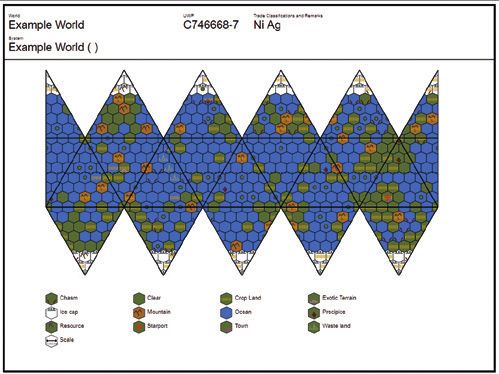 World
UWP
Trade Classifications and Remarks
Example World
C746668-7
Ni Ag
System
Example World ( )
Chasm
Clear
Crop Land
Exotic Terrain
Ice cap
Mountain
Ocean
Precipice
Resource
Starport
Town
Waste land
Scale